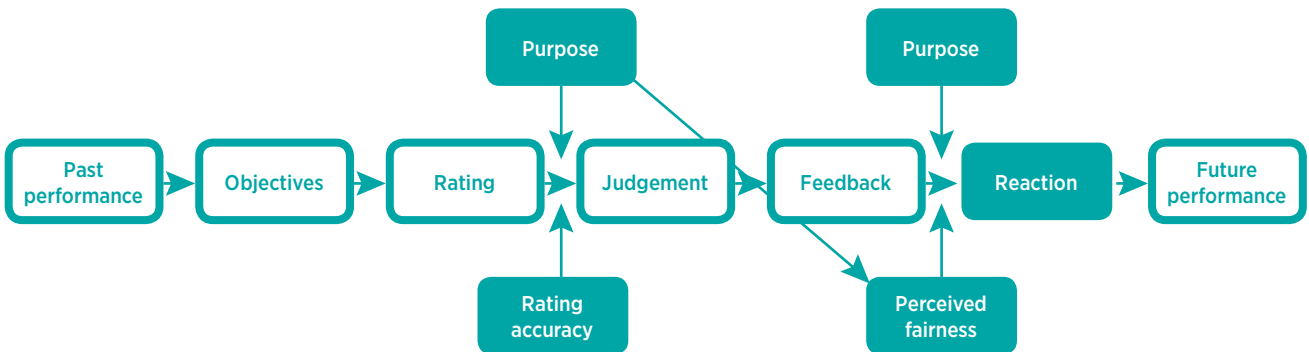 Purpose
Purpose
Past
performance
Objectives
Rating
Judgement
Feedback
Reaction
Future
performance
Rating
accuracy
Perceived
fairness